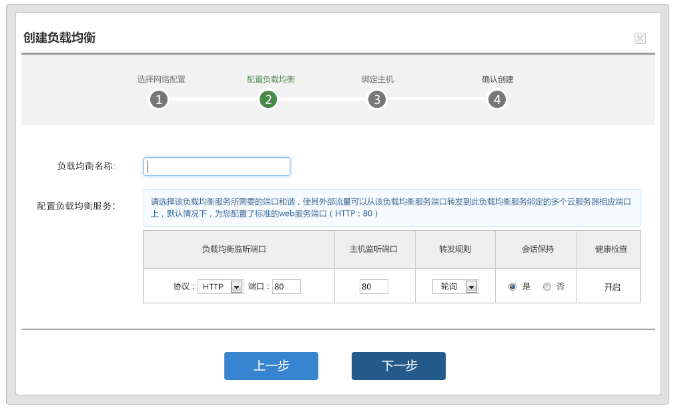 创建负载均衡
选择网络配置 配置负载均衡 绑定主机 确认创建
1 2 3 4
负载均衡名称:
配置负载均衡服务:
请选择该负载均衡服务所需要的端口和谐，使其外部流量可以从该负载均衡服务端口转发到此负载均衡服务绑定的多个云服务器相应端口
上，默认情况下，为您配置了标准的web服务端口（HTTP：80）
负载均衡监听端口 主机监听端口 转发规则 会话保持 健康检查
协议：HTTP 端口：80 80 轮询 是 否 开启
上一步 下一步